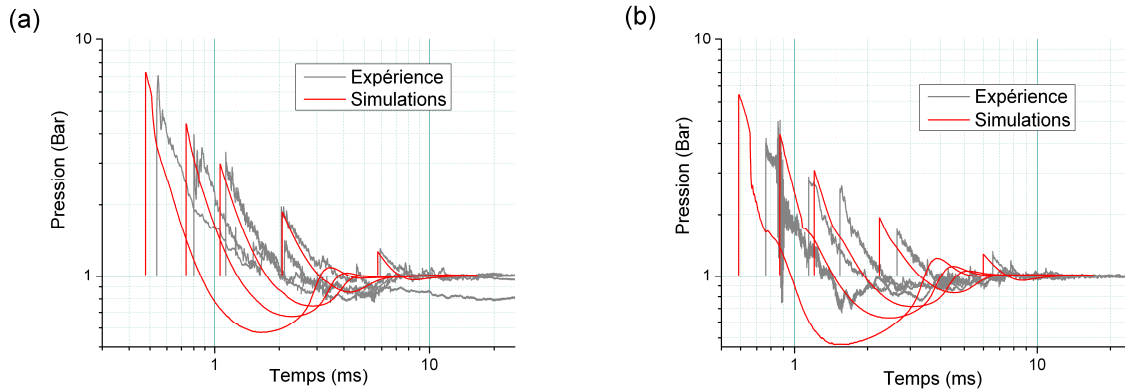 (a)
10
Expérience
Simulations
Pression (Bar)
1
1
10
Temps (ms)
(b)
10
Expérience
Simulations
Pression (Bar)
1
1
10
Temps (ms)